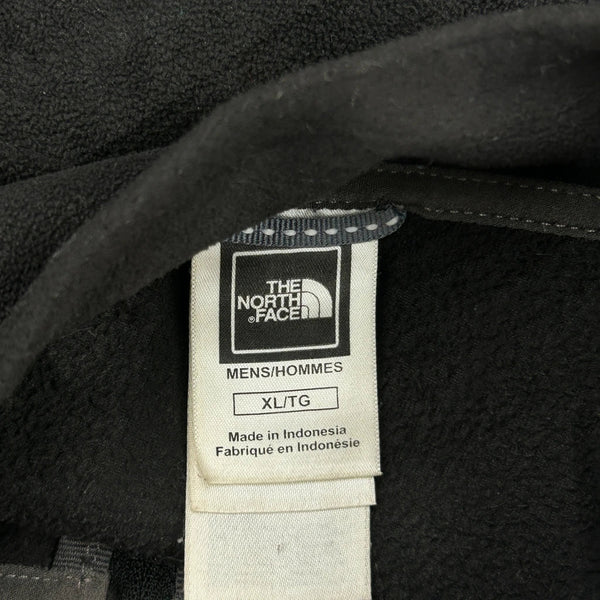 THE
NORTH
FACE
MENS/HOMMES
XL/TG
Made in Indonesia
Fabriqué en Indonésie